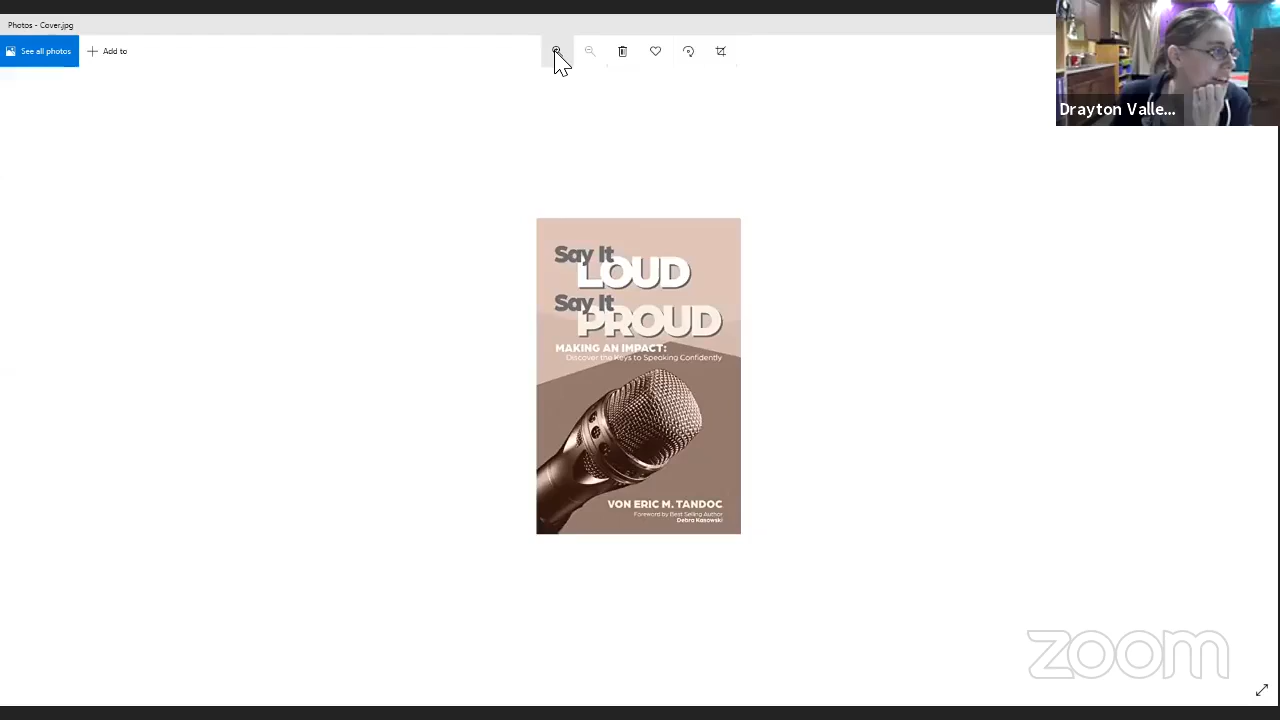 Photos - Cover.jpg
See all photos
Add to
Drayton Valle...
Say It
LOUD
Say It
PROUD
MAKING AN IMPACT:
Discover the Keys to Speaking Confidently
VON ERIC M. TANDOC
Foreword by Best Selling Author
Debra Kasowski
zoom